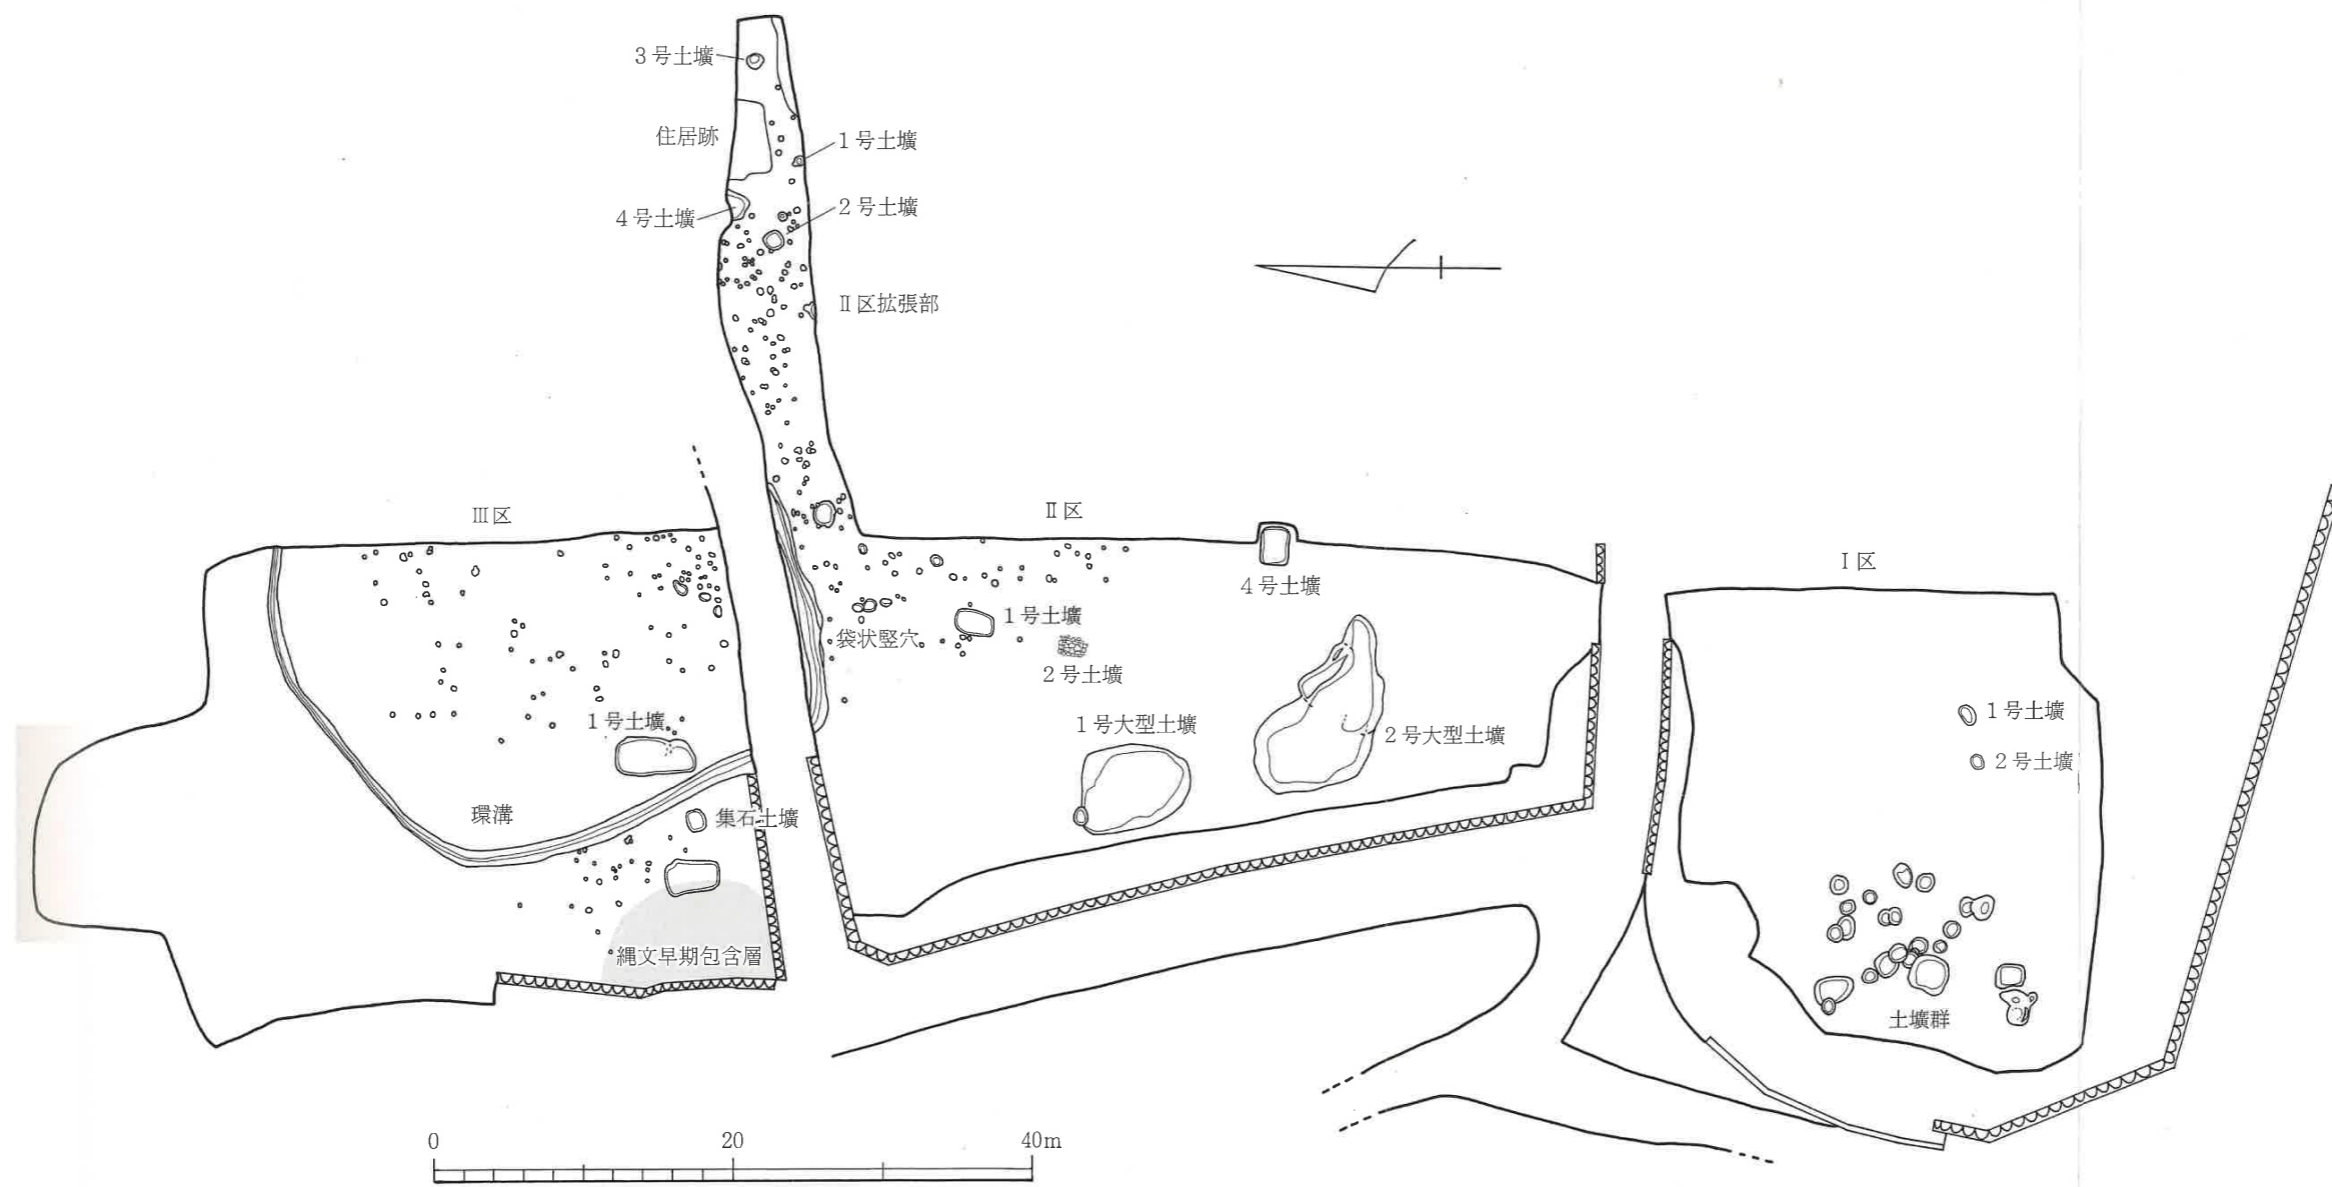 3号土壙
住居跡
1号土壙
4号土壙
2号土壙
Ⅱ区拡張部
Ⅲ区
Ⅱ区
Ⅰ区
4号土壙
1号土壙
袋状竪穴
2号土壙
1号土壙
1号大型土壙
2号大型土壙
1号土壙
2号土壙
環溝
集石土壙
縄文早期包含層
土壙群
0 20 40m